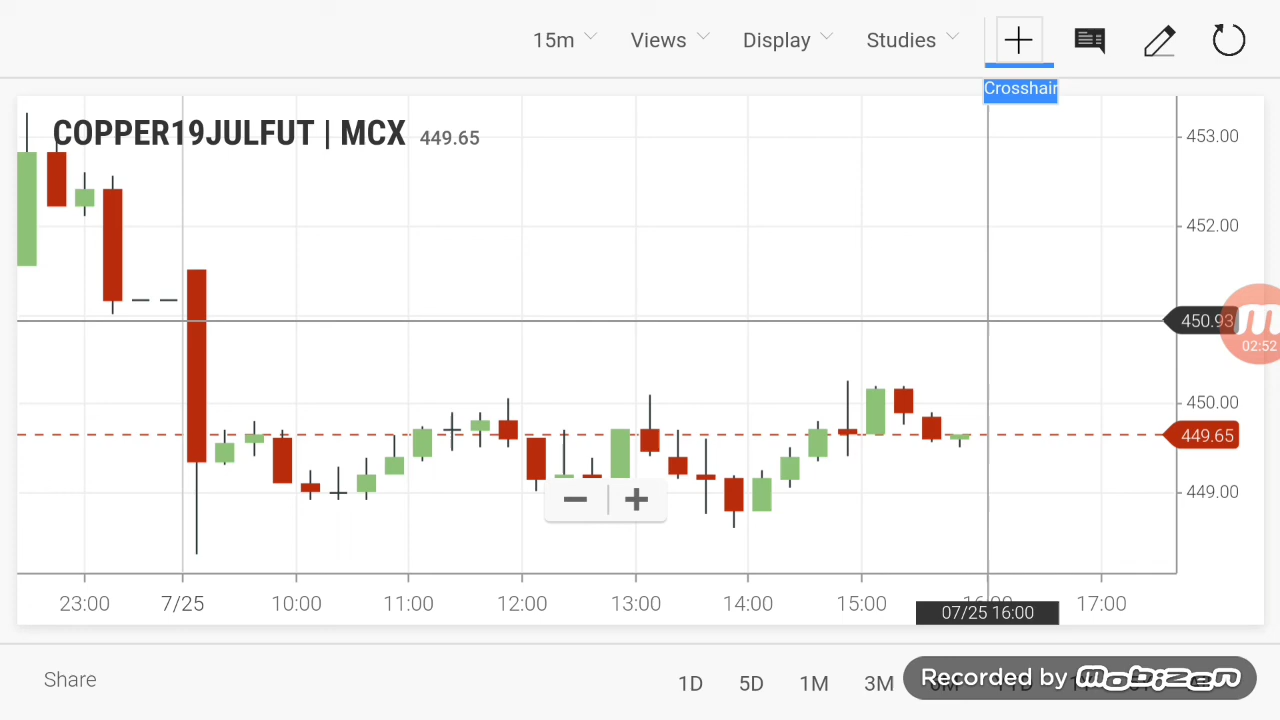 15m Views Display Studies
Crosshair
COPPER19JULFUT | MCX 449.65
453.00
452.00
450.93
02:52
450.00
449.65
449.00
23:00 7/25 10:00 11:00 12:00 13:00 14:00 15:00 16:00 17:00
07/25 16:00
Share
1D 5D 1M 3M
Recorded by mobizen